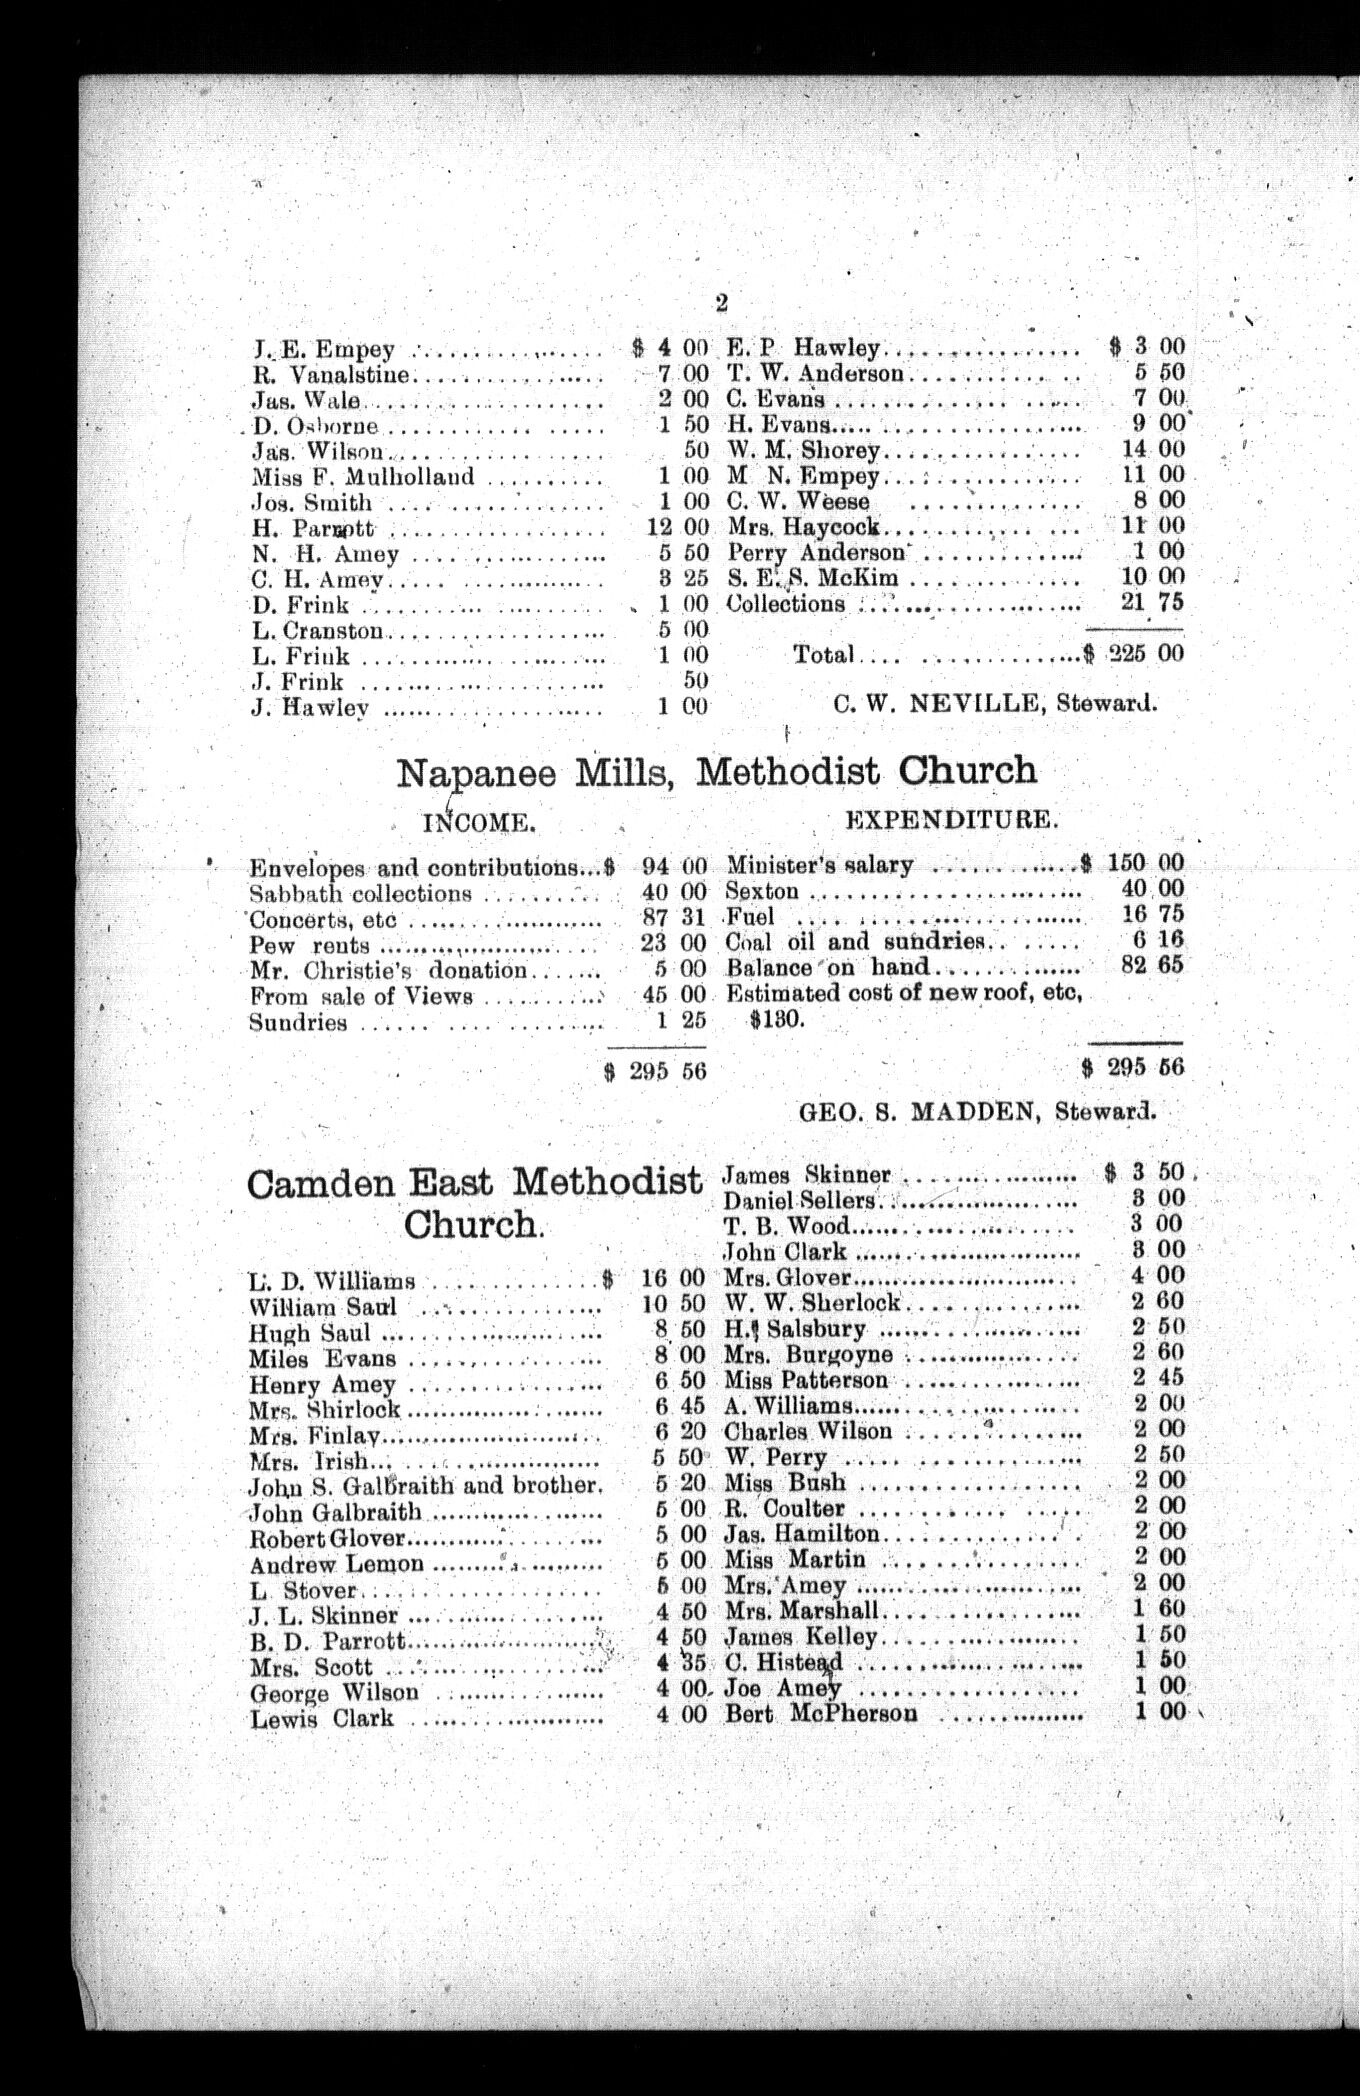 2
J. E. Empey ..................... $ 4 00
R. Vanalstine..................... 7 00
Jas. Wale..................... 2 00
D. Osborne..................... 1 50
Jas. Wilson..................... 50
Miss F. Mulholland .......... 1 00
Jos. Smith ..................... 1 00
H. Parrott ..................... 12 00
N. H. Amey ..................... 5 50
C. H. Amey..................... 3 25
D. Frink ..................... 1 00
L. Cranston..................... 5 00
L. Frink ..................... 1 00
J. Frink ..................... 50
J. Hawley ..................... 1 00
E. P Hawley..................... $ 3 00
T. W. Anderson..................... 5 50
C. Evans ..................... 7 00
H. Evans..................... 9 00
W. M. Shorey..................... 14 00
M N. Empey..................... 11 00
C. W. Weese ..................... 8 00
Mrs. Haycock..................... 11 00
Perry Anderson ............... 1 00
S. E. S. McKim ............... 10 00
Collections ..................... 21 75
Total.....................$ 225 00
C. W. NEVILLE, Steward.
Napanee Mills, Methodist Church
INCOME.
Envelopes and contributions...$ 94 00
Sabbath collections .......... 40 00
Concerts, etc ..................... 87 31
Pew rents ..................... 23 00
Mr. Christie's donation....... 5 00
From sale of Views ........... 45 00
Sundries ..................... 1 25
$ 295 56
EXPENDITURE.
Minister's salary ...............$ 150 00
Sexton ..................... 40 00
Fuel ..................... 16 75
Coal oil and sundries........ 6 16
Balance on hand............... 82 65
Estimated cost of new roof, etc,
$130.
$ 295 56
GEO. S. MADDEN, Steward.
Camden East Methodist
Church.
L. D. Williams ...............$ 16 00
William Saul ............... 10 50
Hugh Saul ..................... 8 50
Miles Evans ..................... 8 00
Henry Amey ..................... 6 50
Mrs. Shirlock..................... 6 45
Mrs. Finlay..................... 6 20
Mrs. Irish..................... 5 50
John S. Galbraith and brother. 5 20
John Galbraith ..................... 5 00
Robert Glover..................... 5 00
Andrew Lemon ..................... 5 00
L Stover..................... 5 00
J. L. Skinner ..................... 4 50
B. D. Parrott..................... 4 50
Mrs. Scott ..................... 4 35
George Wilson ..................... 4 00
Lewis Clark ..................... 4 00
James Skinner ..................... $ 3 50
Daniel Sellers..................... 3 00
T. B. Wood..................... 3 00
John Clark ..................... 3 00
Mrs. Glover..................... 4 00
W. W. Sherlock................ 2 60
H. Salsbury ..................... 2 50
Mrs. Burgoyne .................. 2 60
Miss Patterson .................. 2 45
A. Williams..................... 2 00
Charles Wilson .................. 2 00
W. Perry ..................... 2 50
Miss Bush ..................... 2 00
R. Coulter ..................... 2 00
Jas. Hamilton.................. 2 00
Miss Martin ..................... 2 00
Mrs. Amey ..................... 2 00
Mrs. Marshall.................. 1 60
James Kelley.................. 1 50
C. Histead ..................... 1 50
Joe Amey ..................... 1 00
Bert McPherson ............... 1 00